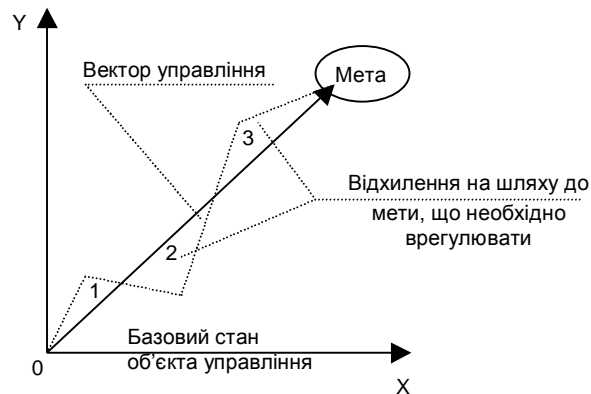 Y
Вектор управління
Мета
3
Відхилення на шляху до
мети, що необхідно
врегулювати
2
1
Базовий стан
об’єкта управління
0
X